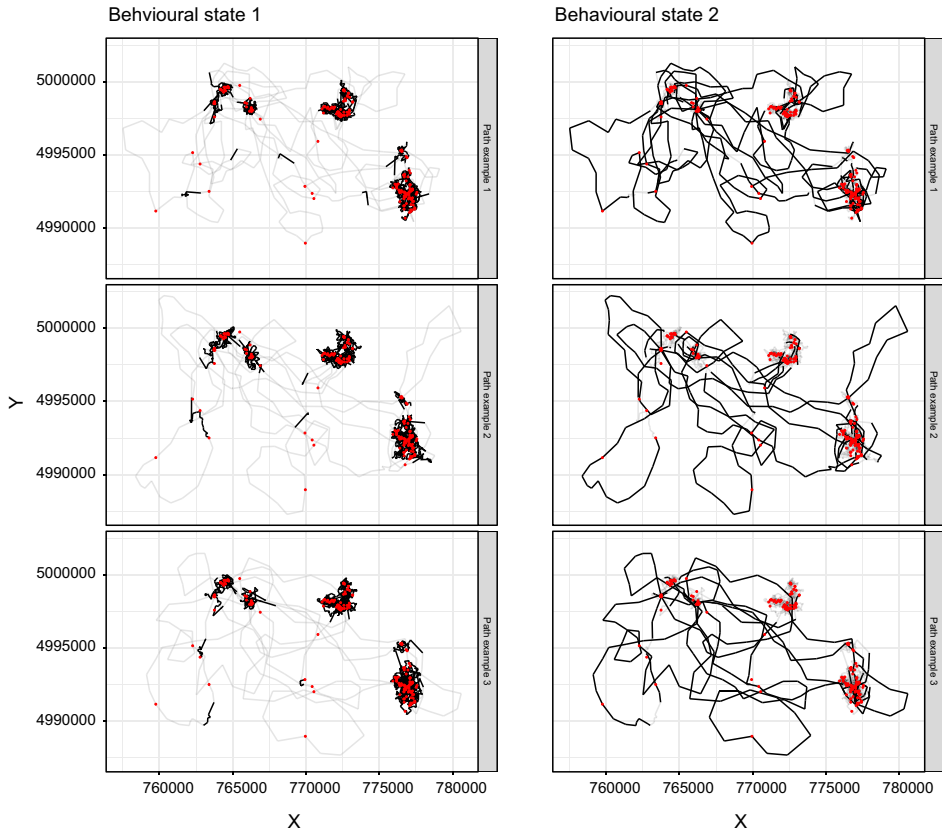 Behvioural state 1
Behavioural state 2
5000000
4995000
4990000
Path example 1
Path example 1
5000000
4995000
4990000
Path example 2
Path example 2
Y
5000000
4995000
4990000
Path example 3
Path example 3
760000 765000 770000 775000 780000
760000 765000 770000 775000 780000
X
X